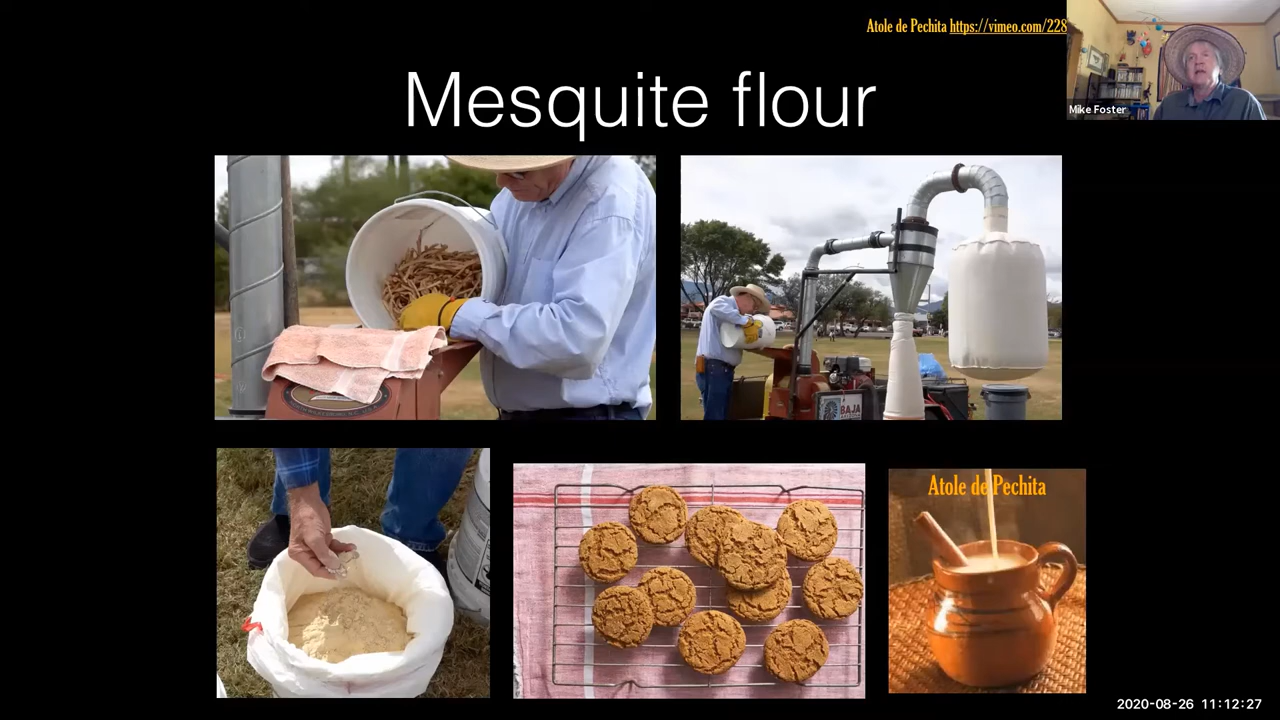 Atole de Pechita https://vimeo.com/228
Mesquite flour
Mike Foster
BAJA
Atole de Pechita
2020-08-26 11:12:27